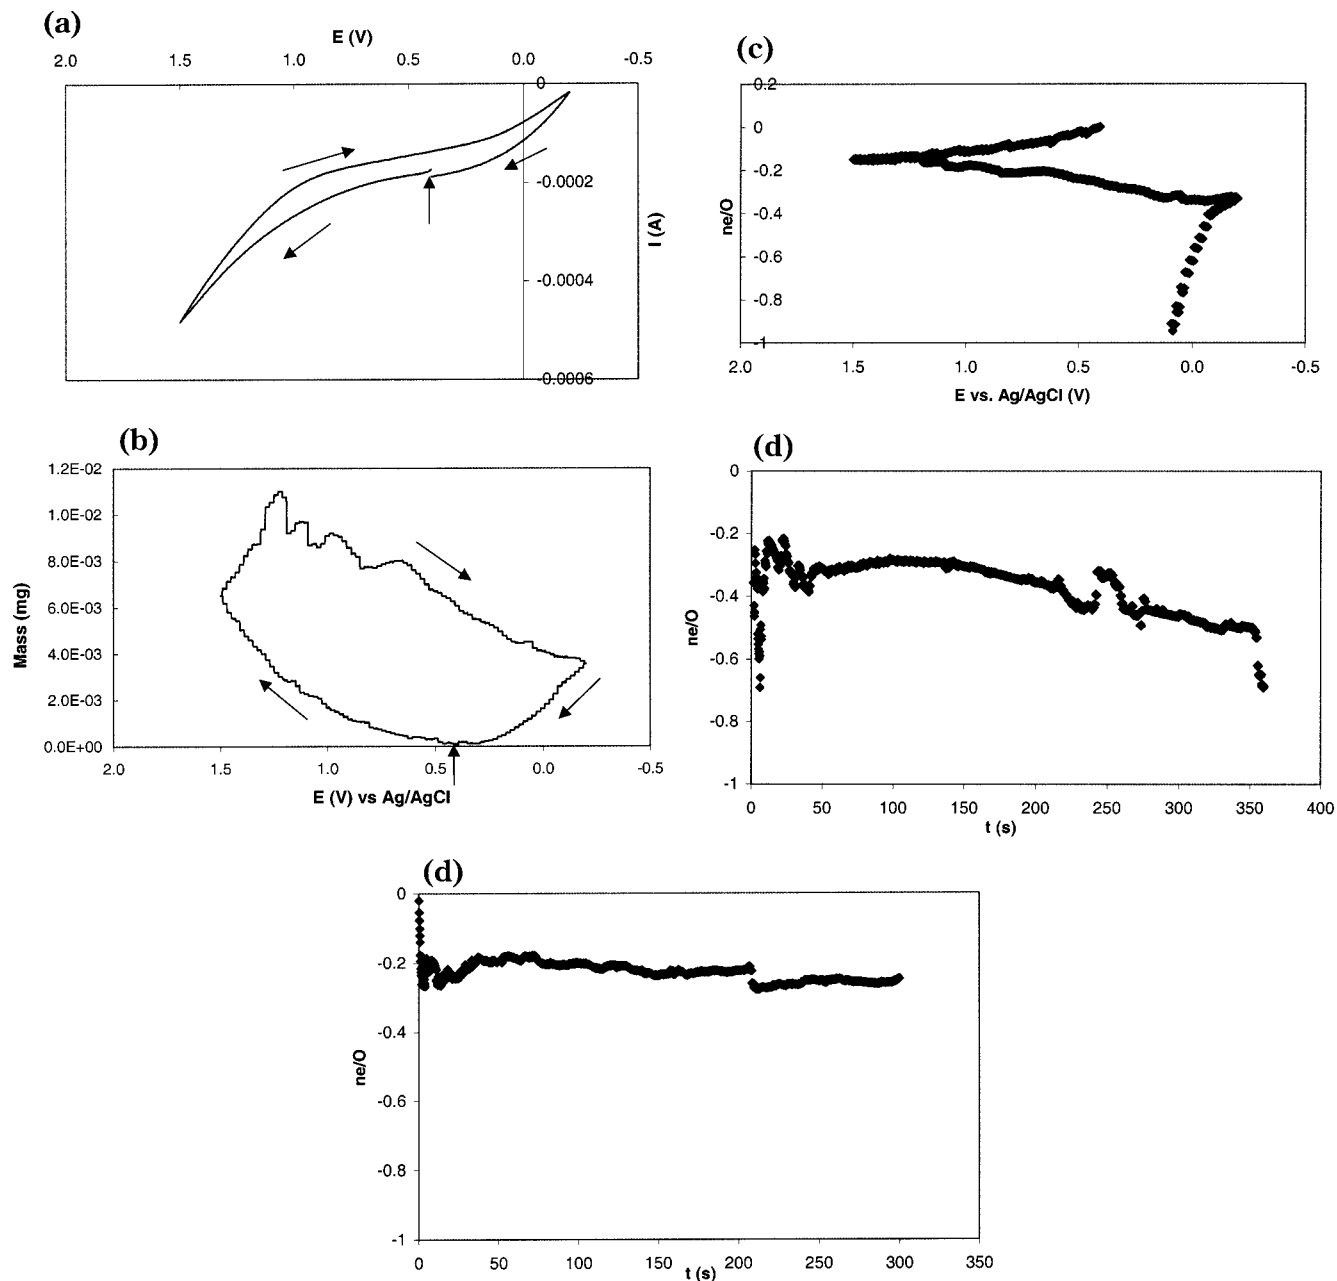 (a)
E (V)
2.0 1.5 1.0 0.5 0.0 -0.5
0
-0.0002
-0.0004
-0.0006
I (A)
(c)
0.2
0
-0.2
-0.4
-0.6
-0.8
-1
ne/O
2.0 1.5 1.0 0.5 0.0 -0.5
E vs. Ag/AgCl (V)
(b)
1.2E-02
1.0E-02
8.0E-03
6.0E-03
4.0E-03
2.0E-03
0.0E+00
Mass (mg)
2.0 1.5 1.0 0.5 0.0 -0.5
E (V) vs Ag/AgCl
(d)
0
-0.2
-0.4
-0.6
-0.8
-1
ne/O
0 50 100 150 200 250 300 350 400
t (s)
(d)
0
-0.2
-0.4
-0.6
-0.8
-1
ne/O
0 50 100 150 200 250 300 350
t (s)